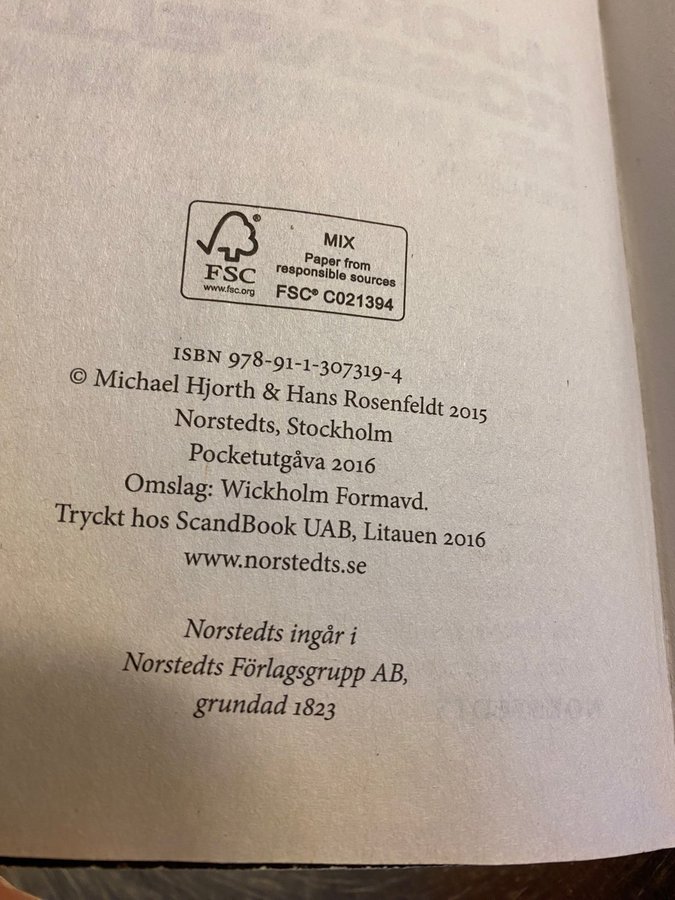 FSC®
www.fsc.org
MIX
Paper from
responsible sources
FSC® C021394
ISBN 978-91-1-307319-4
© Michael Hjorth & Hans Rosenfeldt 2015
Norstedts, Stockholm
Pocketutgåva 2016
Omslag: Wickholm Formavd.
Tryckt hos ScandBook UAB, Litauen 2016
www.norstedts.se
Norstedts ingår i
Norstedts Förlagsgrupp AB,
grundad 1823